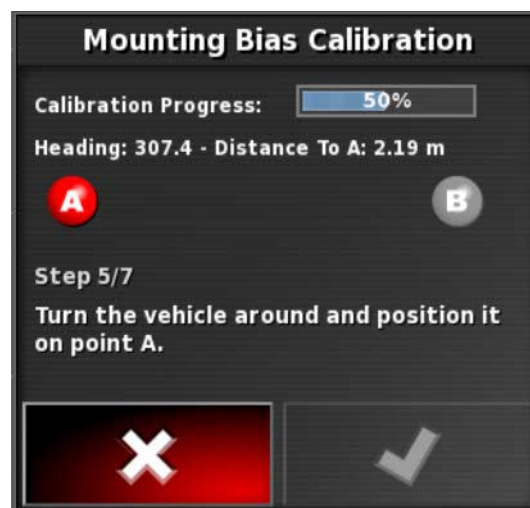 Mounting Bias Calibration
Calibration Progress: 50%
Heading: 307.4 - Distance To A: 2.19 m
A B
Step 5/7
Turn the vehicle around and position it
on point A.